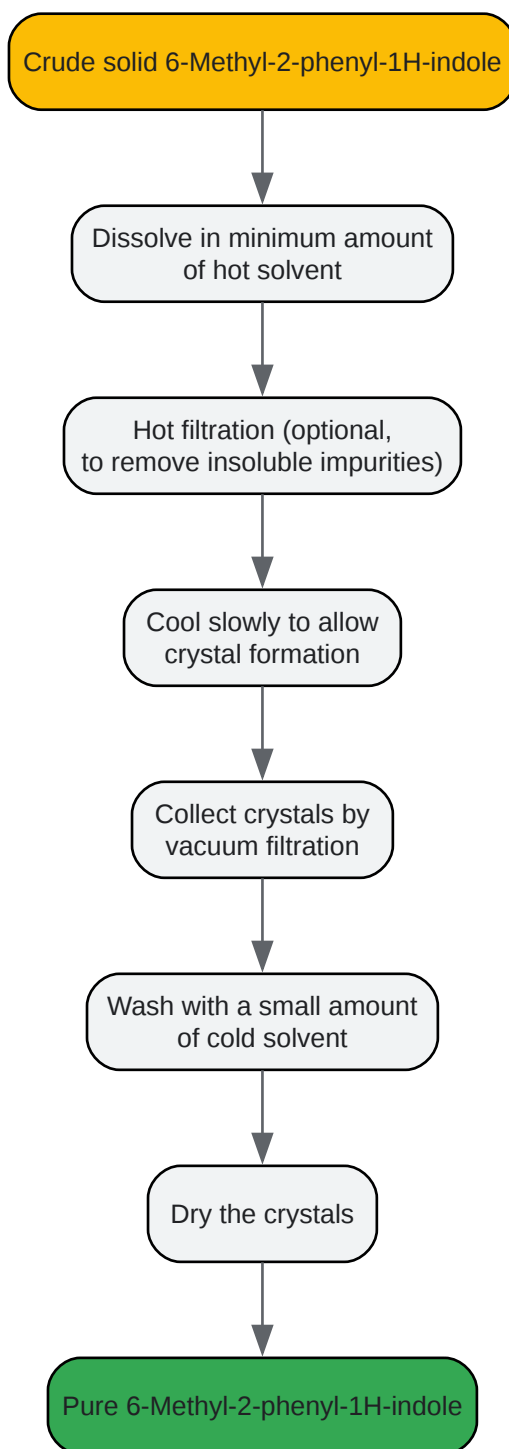 Crude solid 6-Methyl-2-phenyl-1H-indole
Dissolve in minimum amount
of hot solvent
Hot filtration (optional,
to remove insoluble impurities)
Cool slowly to allow
crystal formation
Collect crystals by
vacuum filtration
Wash with a small amount
of cold solvent
Dry the crystals
Pure 6-Methyl-2-phenyl-1H-indole